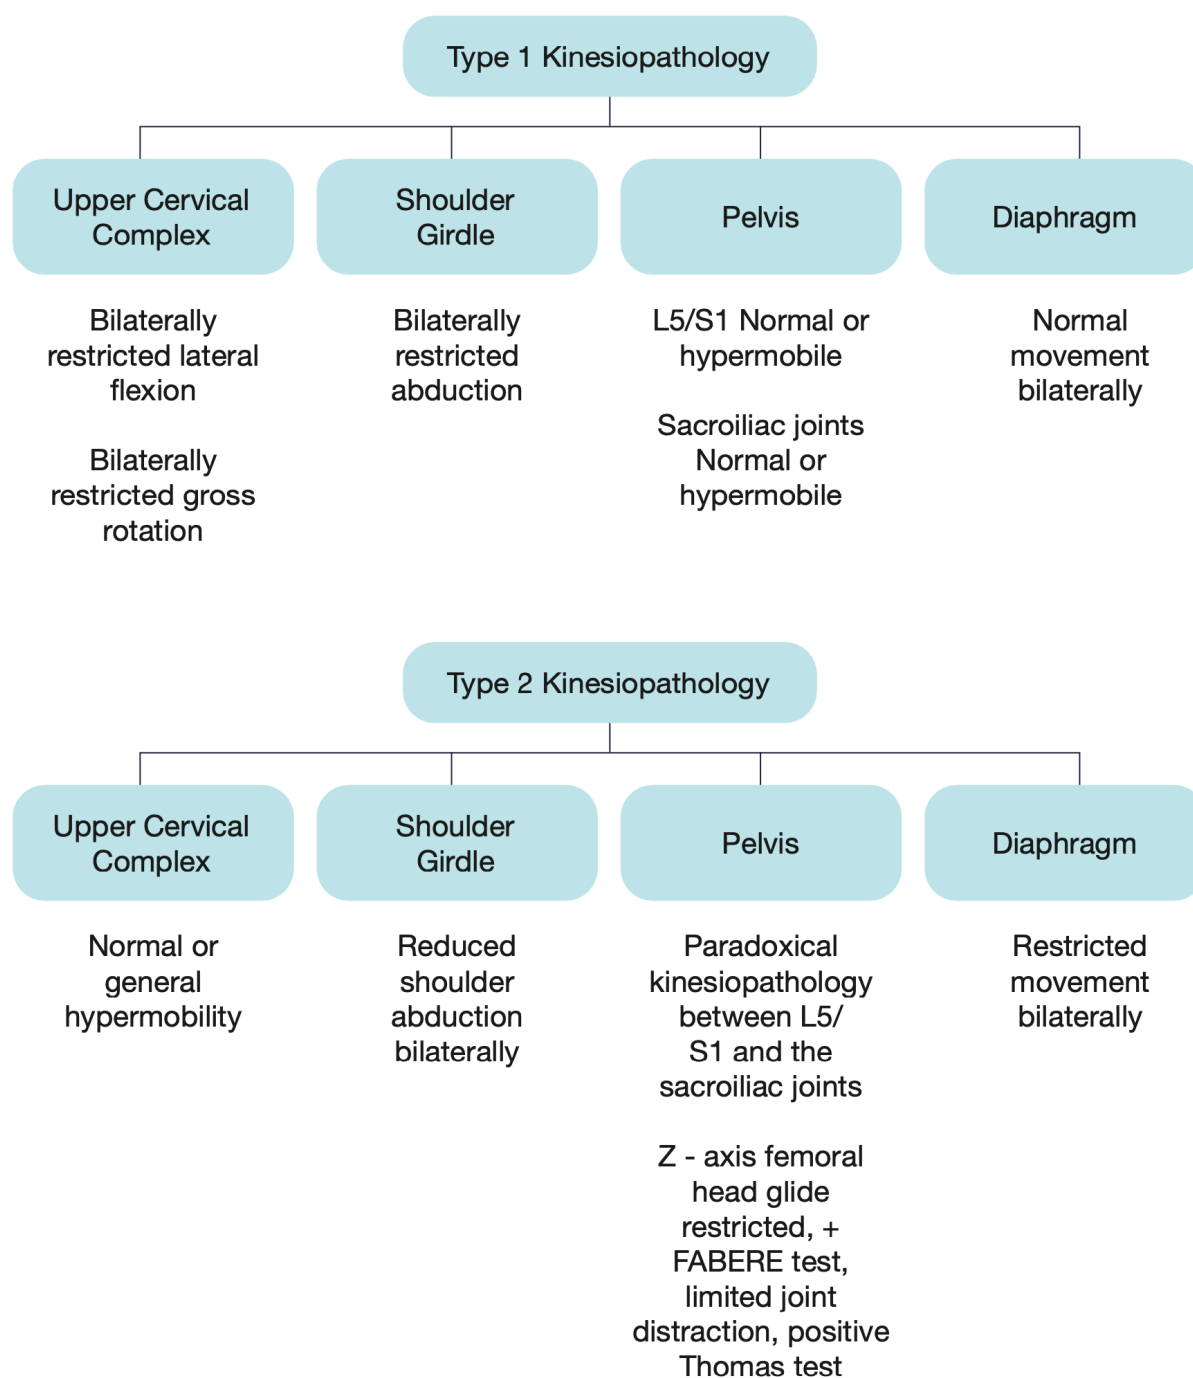 Type 1 Kinesiopathology
Upper Cervical
Complex
Shoulder
Girdle
Pelvis
Diaphragm
Bilaterally
restricted lateral
flexion
Bilaterally
restricted gross
rotation
Bilaterally
restricted
abduction
L5/S1 Normal or
hypermobile
Sacroiliac joints
Normal or
hypermobile
Normal
movement
bilaterally
Type 2 Kinesiopathology
Upper Cervical
Complex
Shoulder
Girdle
Pelvis
Diaphragm
Normal or
general
hypermobility
Reduced
shoulder
abduction
bilaterally
Paradoxical
kinesiopathology
between L5/
S1 and the
sacroiliac joints
Z - axis femoral
head glide
restricted, +
FABERE test,
limited joint
distraction, positive
Thomas test
Restricted
movement
bilaterally